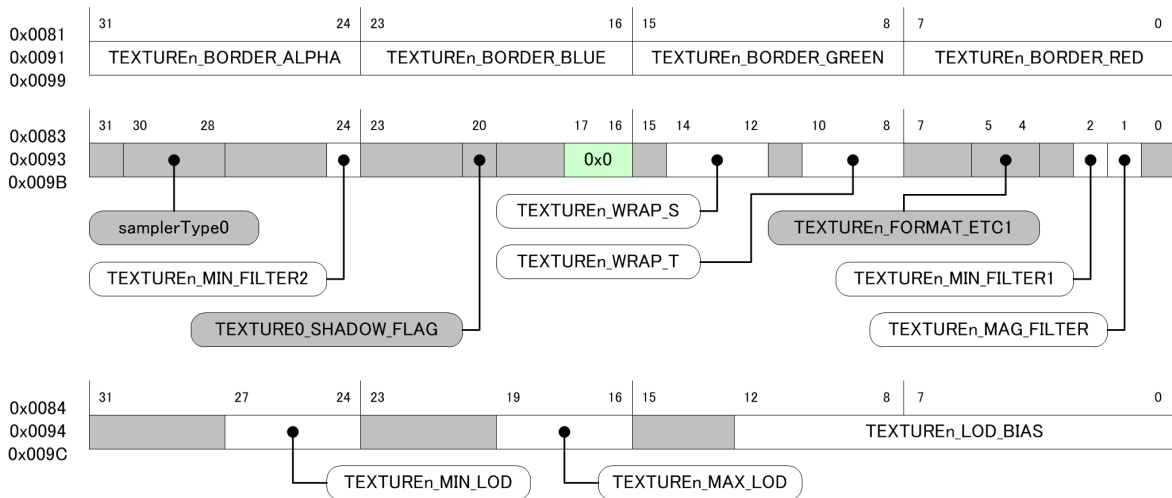 31 24 23 16 15 8 7 0
0x0081
0x0091 TEXTUREn_BORDER_ALPHA TEXTUREn_BORDER_BLUE TEXTUREn_BORDER_GREEN TEXTUREn_BORDER_RED
0x0099
31 30 28 24 23 20 17 16 15 14 12 10 8 7 5 4 2 1 0
0x0083
0x0093 0x0
0x009B
TEXTUREn_WRAP_S
samplerType0 TEXTUREn_FORMAT_ETC1
TEXTUREn_WRAP_T
TEXTUREn_MIN_FILTER2 TEXTUREn_MIN_FILTER1
TEXTURE0_SHADOW_FLAG TEXTUREn_MAG_FILTER
31 27 24 23 19 16 15 12 8 7 0
0x0084
0x0094 TEXTUREn_LOD_BIAS
0x009C
TEXTUREn_MIN_LOD TEXTUREn_MAX_LOD